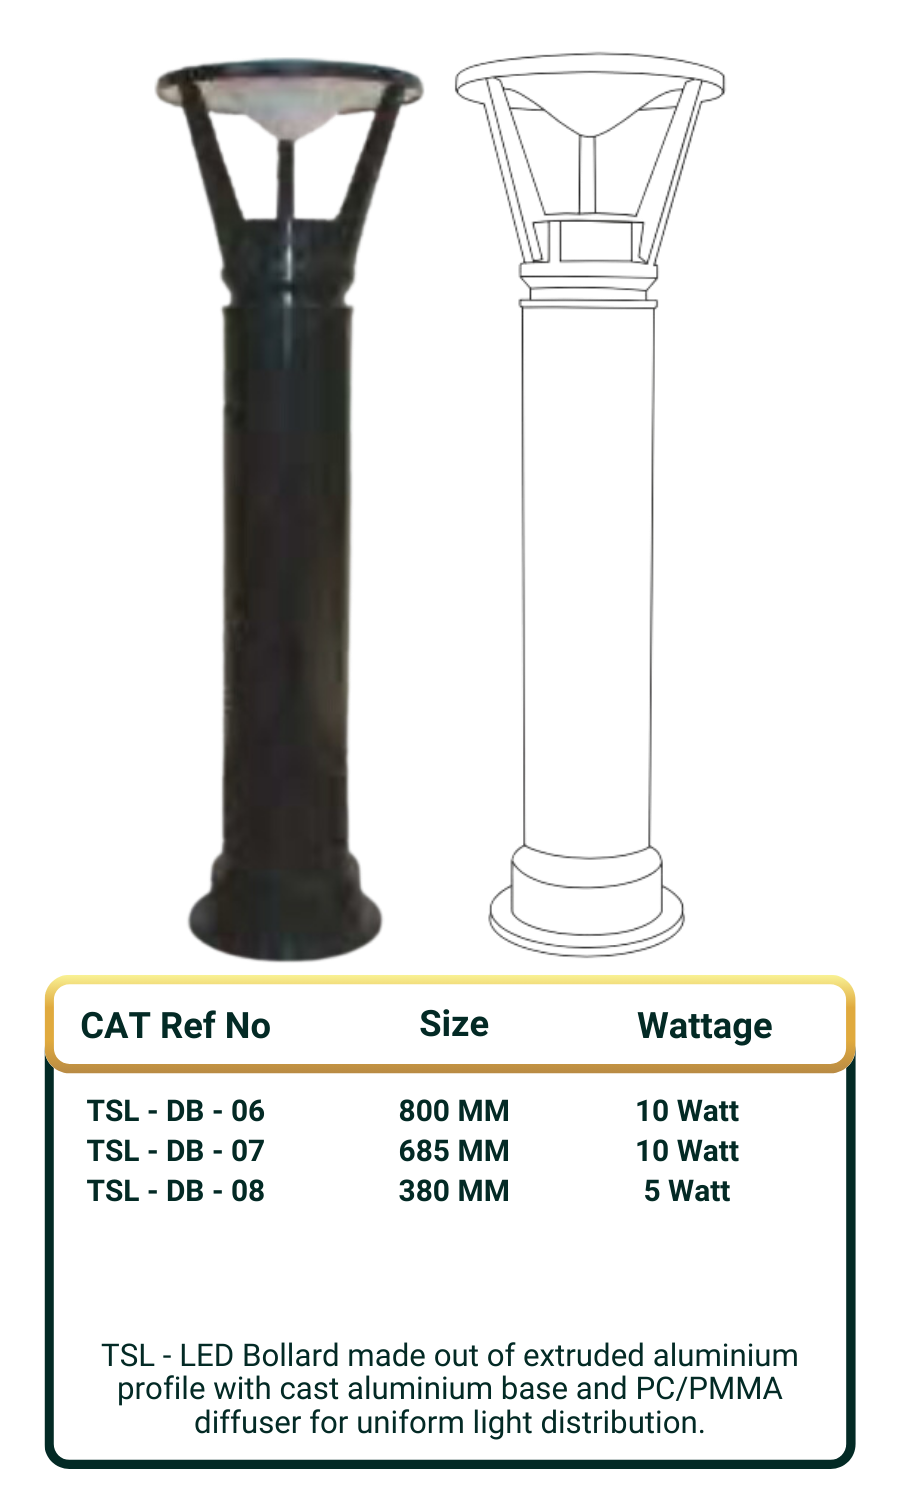 CAT Ref No Size Wattage
TSL - DB - 06 800 MM 10 Watt
TSL - DB - 07 685 MM 10 Watt
TSL - DB - 08 380 MM 5 Watt
TSL - LED Bollard made out of extruded aluminium
profile with cast aluminium base and PC/PMMA
diffuser for uniform light distribution.